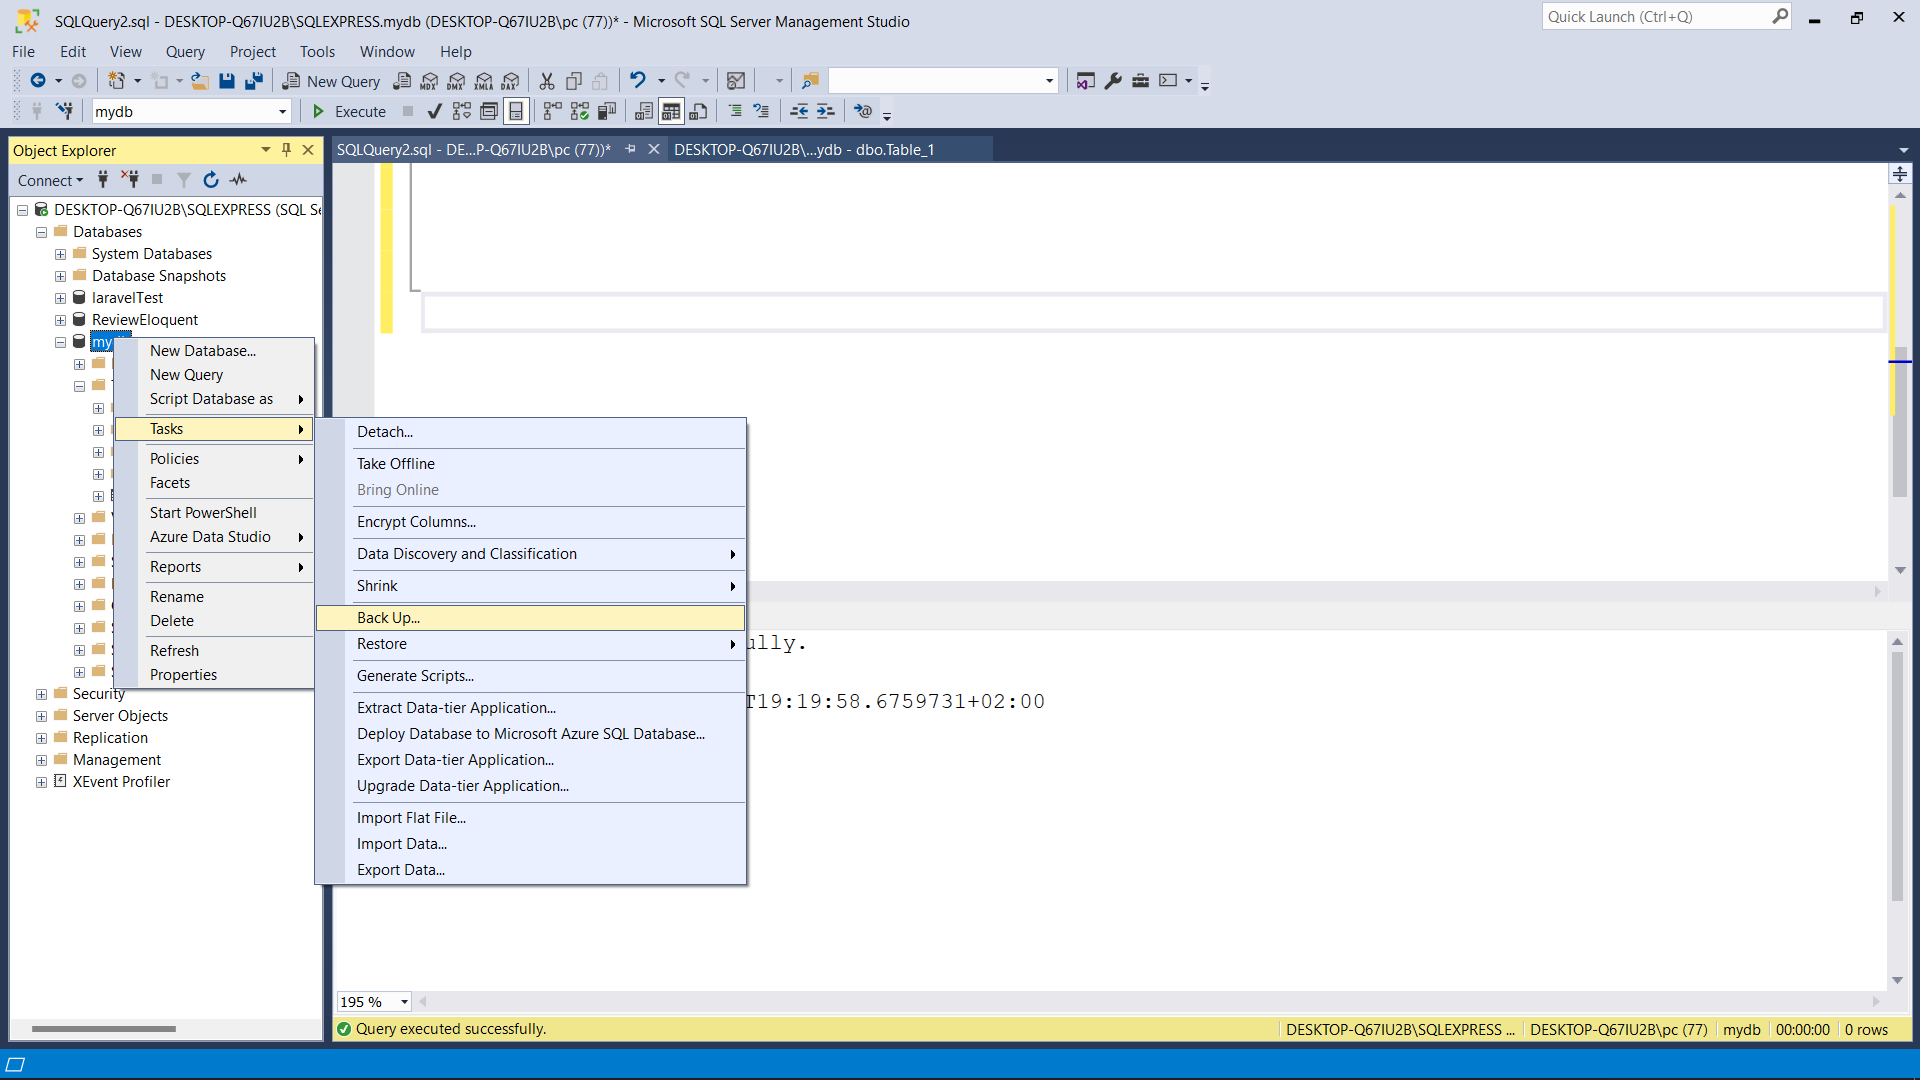 SQLQuery2.sql - DESKTOP-Q67IU2B\SQLEXPRESS.mydb (DESKTOP-Q67IU2B\pc (77))* - Microsoft SQL Server Management Studio
Quick Launch (Ctrl+Q)
File Edit View Query Project Tools Window Help
New Query MDX DMX XMLA DAX
mydb Execute
Object Explorer
SQLQuery2.sql - DE...P-Q67IU2B\pc (77))*
DESKTOP-Q67IU2B\...ydb - dbo.Table_1
Connect
DESKTOP-Q67IU2B\SQLEXPRESS (SQL Se
Databases
System Databases
Database Snapshots
laravelTest
ReviewEloquent
my
New Database...
New Query
Script Database as
Tasks
Policies
Facets
Start PowerShell
Azure Data Studio
Reports
Rename
Delete
Refresh
Properties
Detach...
Take Offline
Bring Online
Encrypt Columns...
Data Discovery and Classification
Shrink
Back Up...
Restore
Generate Scripts...
Extract Data-tier Application...
Deploy Database to Microsoft Azure SQL Database...
Export Data-tier Application...
Upgrade Data-tier Application...
Import Flat File...
Import Data...
Export Data...
Security
Server Objects
Replication
Management
XEvent Profiler
ully.
T19:19:58.6759731+02:00
195 %
Query executed successfully.
DESKTOP-Q67IU2B\SQLEXPRESS ... DESKTOP-Q67IU2B\pc (77) mydb 00:00:00 0 rows